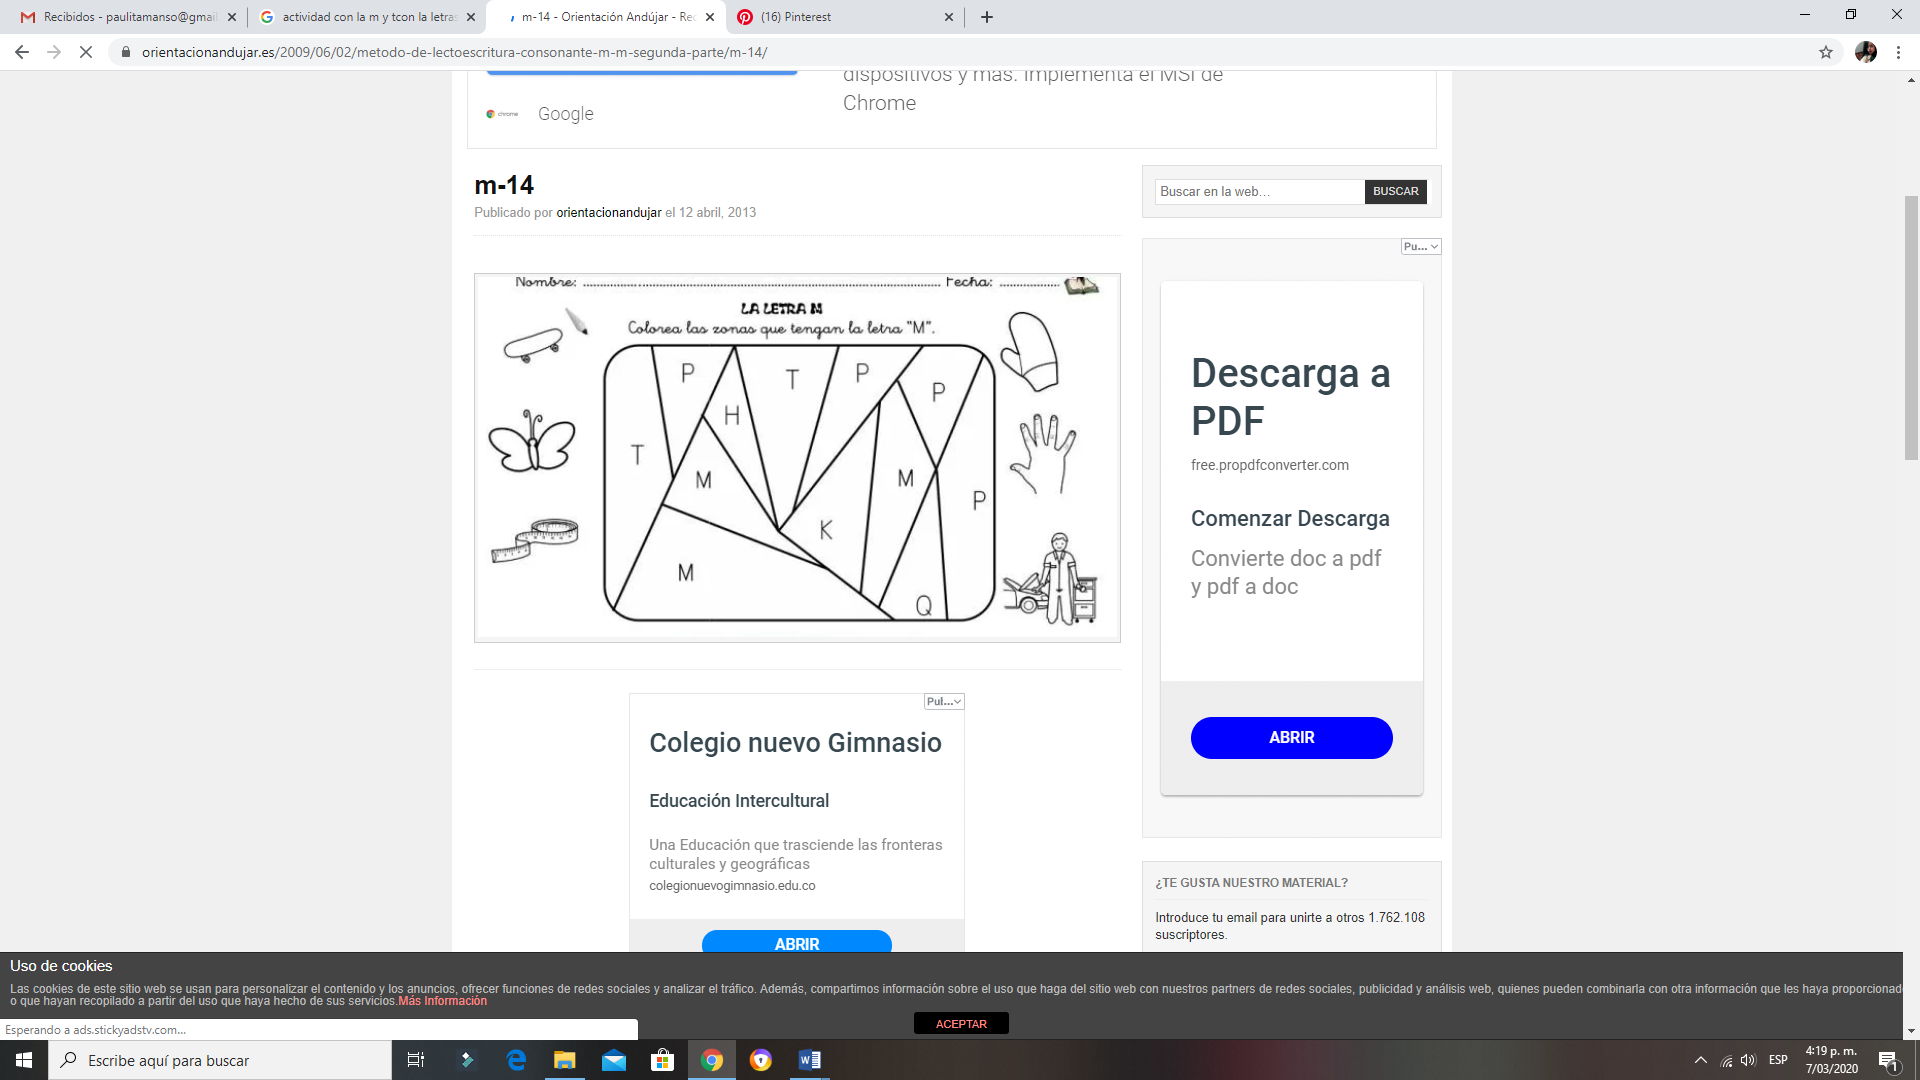 Recibidos - paulitamanso@gmail.
actividad con la m y tcon la letras
m-14 - Orientación Andújar - Rec
(16) Pinterest
orientacionandujar.es/2009/06/02/metodo-de-lectoescritura-consonante-m-m-segunda-parte/m-14/
dispositivos y más. Implementa el MSI de
Chrome
chrome
Google
m-14
Publicado por orientacionandujar el 12 abril, 2013
Buscar en la web...
BUSCAR
Pu...
Nombre: ........ Fecha: ........
LA LETRA M
Colorea las zonas que tengan la letra "M".
P
T
P
P
H
T
M
M
P
K
M
Q
Descarga a
PDF
free.propdfconverter.com
Comenzar Descarga
Convierte doc a pdf
y pdf a doc
ABRIR
Pul...
Colegio nuevo Gimnasio
Educación Intercultural
Una Educación que trasciende las fronteras
culturales y geográficas
colegionuevogimnasio.edu.co
ABRIR
¿TE GUSTA NUESTRO MATERIAL?
Introduce tu email para unirte a otros 1.762.108
suscriptores.
Uso de cookies
Las cookies de este sitio web se usan para personalizar el contenido y los anuncios, ofrecer funciones de redes sociales y analizar el tráfico. Además, compartimos información sobre el uso que haga del sitio web con nuestros partners de redes sociales, publicidad y análisis web, quienes pueden combinarla con otra información que les haya proporcionado
o que hayan recopilado a partir del uso que haya hecho de sus servicios.Más Información
ACEPTAR
Esperando a ads.stickyadstv.com...
Escribe aquí para buscar
ESP
4:19 p. m.
7/03/2020
1